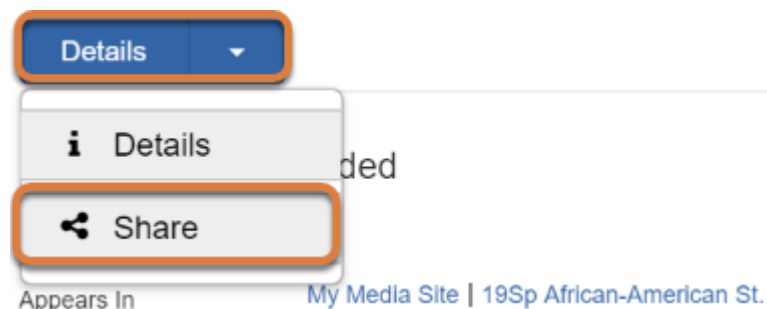 Details
Details
ded
Share
Appears In My Media Site | 19Sp African-American St.